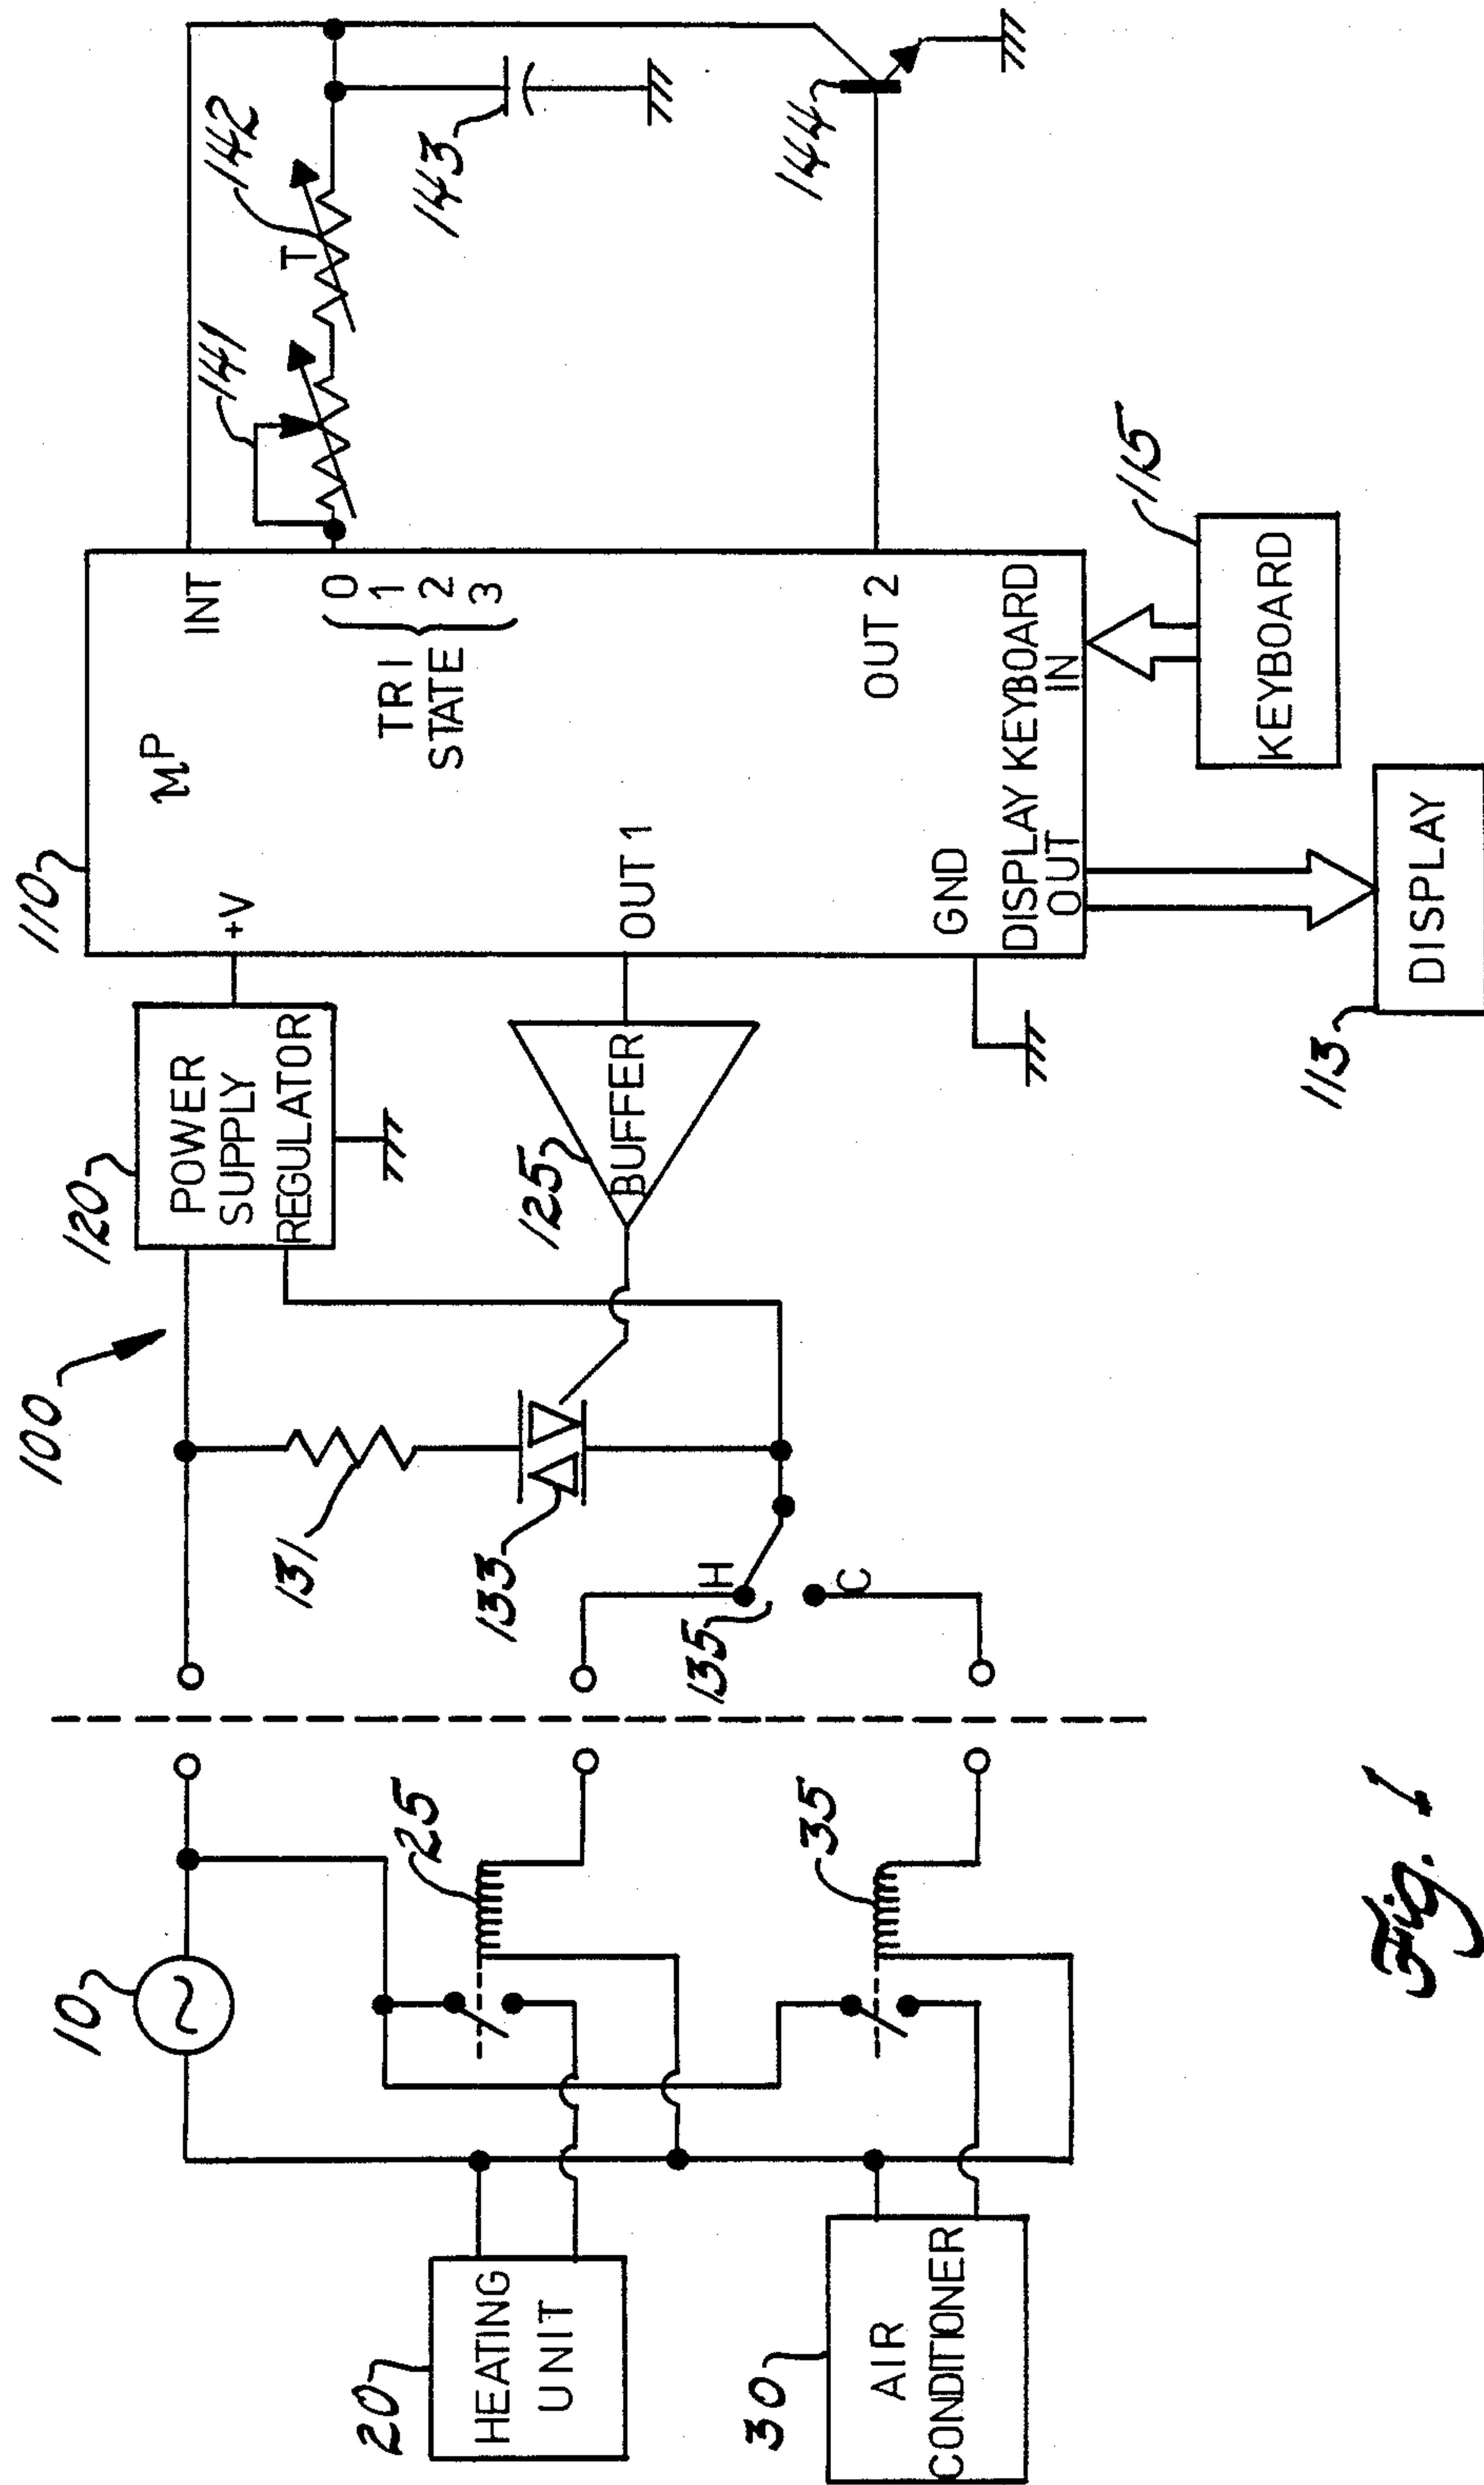 10
20
HEATING
UNIT
25
30
AIR
CONDITIONER
35
100
120
POWER
SUPPLY
REGULATOR
131
133
135
H
C
125
BUFFER
110
μP
+V
INT
TRI
STATE
0
1
2
3
OUT 1
OUT 2
GND
DISPLAY
OUT
KEYBOARD
IN
113
DISPLAY
115
KEYBOARD
141
142
T
143
144
Fig. 1